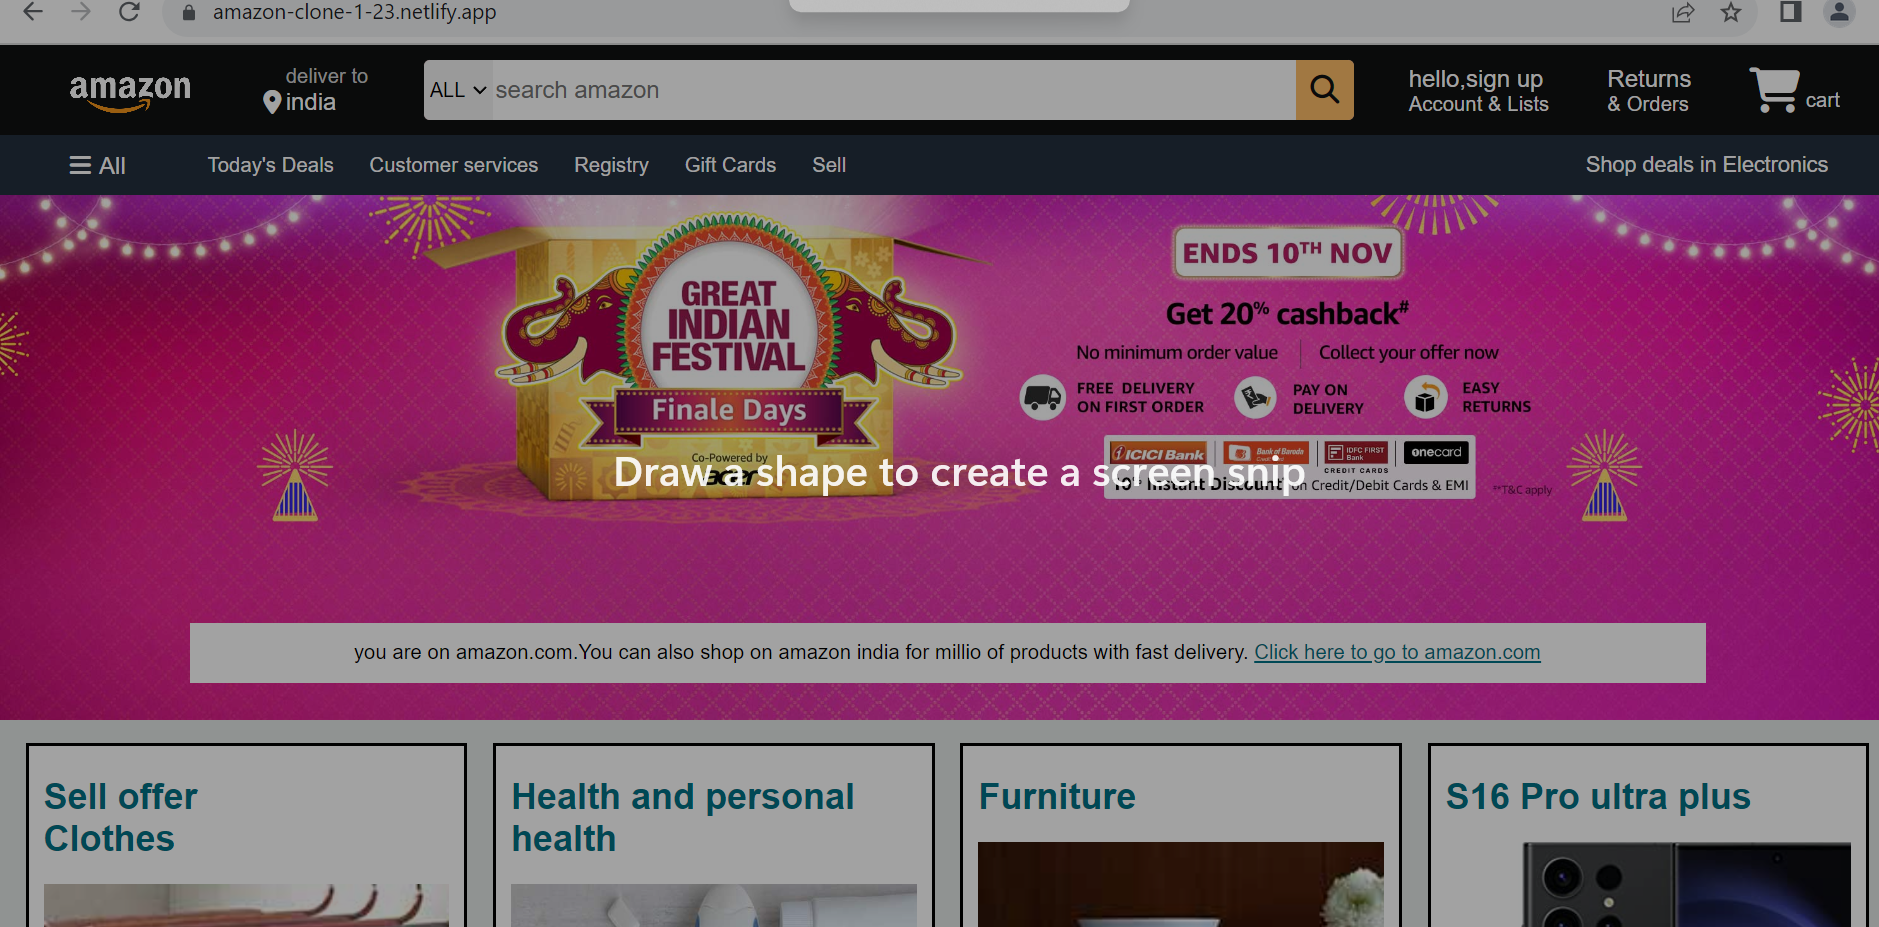 amazon-clone-1-23.netlify.app
amazon
deliver to
india
ALL
search amazon
hello,sign up
Account & Lists
Returns
& Orders
cart
All
Today's Deals
Customer services
Registry
Gift Cards
Sell
Shop deals in Electronics
GREAT
INDIAN
FESTIVAL
Finale Days
Co-Powered by
acer
ENDS 10TH NOV
Get 20% cashback#
No minimum order value
Collect your offer now
FREE DELIVERY
ON FIRST ORDER
PAY ON
DELIVERY
EASY
RETURNS
ICICI Bank
Bank of Baroda
IDFC FIRST
Bank
CREDIT CARDS
onecard
Draw a shape to create a screen snip
10% Instant Discount on Credit/Debit Cards & EMI
**T&C apply
you are on amazon.com.You can also shop on amazon india for millio of products with fast delivery. Click here to go to amazon.com
Sell offer
Clothes
Health and personal
health
Furniture
S16 Pro ultra plus